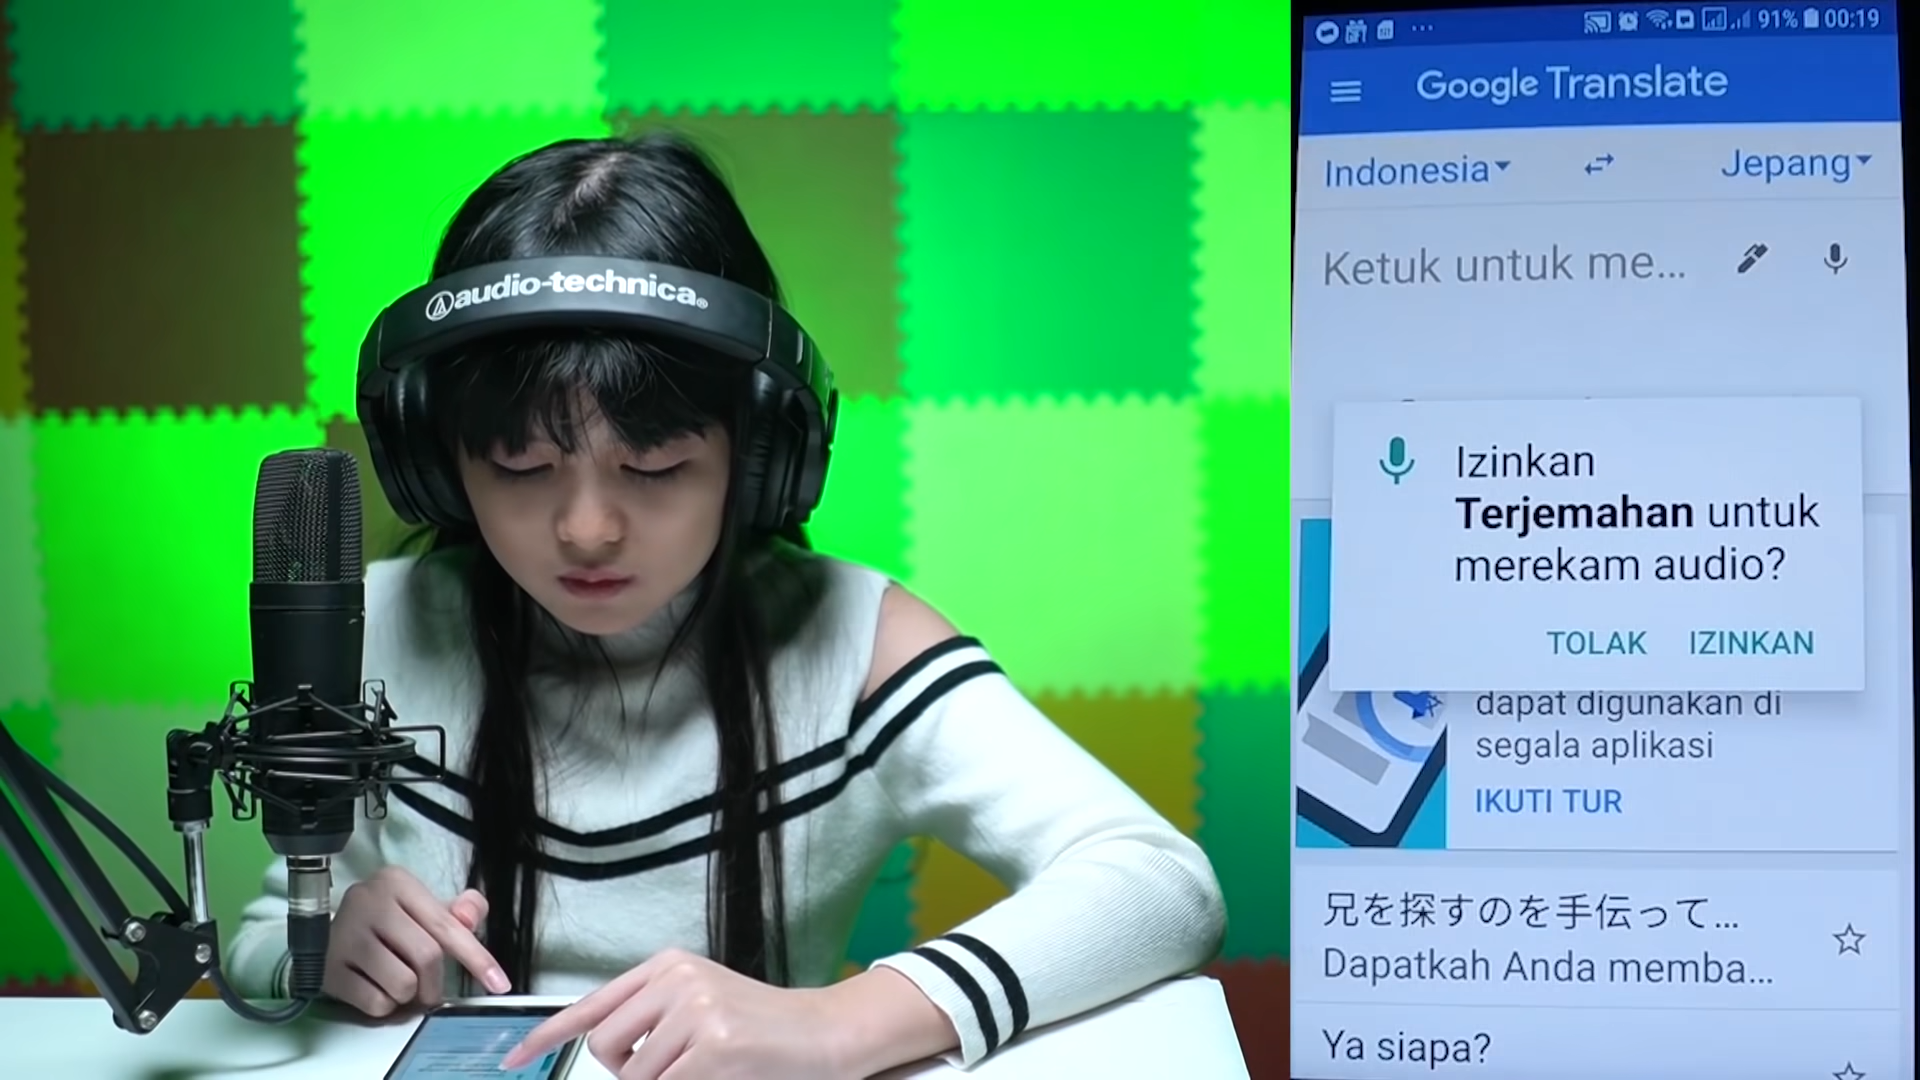 audio-technica®
91% 00:19
Google Translate
Indonesia
Jepang
Ketuk untuk me...
Izinkan
Terjemahan untuk
merekam audio?
TOLAK IZINKAN
dapat digunakan di
segala aplikasi
IKUTI TUR
兄を探すのを手伝って...
Dapatkah Anda memba...
Ya siapa?